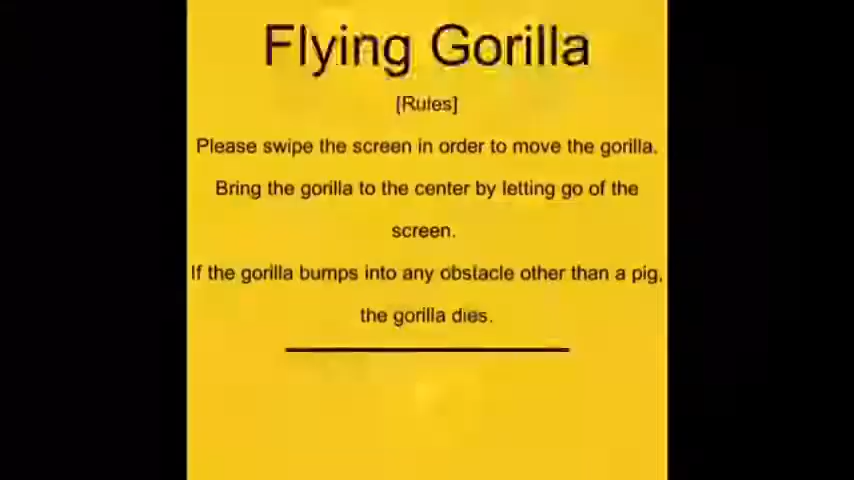 Flying Gorilla
[Rules]
Please swipe the screen in order to move the gorilla.
Bring the gorilla to the center by letting go of the
screen.
If the gorilla bumps into any obstacle other than a pig,
the gorilla dies.